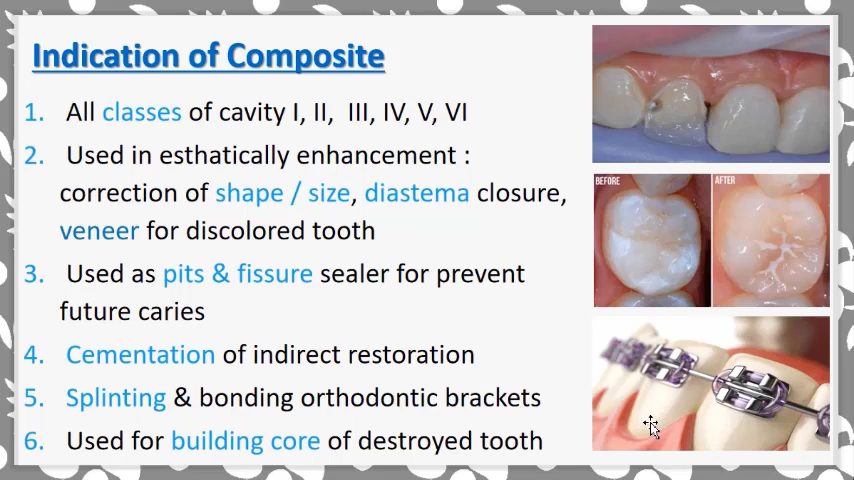 Indication of Composite
1. All classes of cavity I, II, III, IV, V, VI
2. Used in esthatically enhancement :
correction of shape / size, diastema closure,
veneer for discolored tooth
3. Used as pits & fissure sealer for prevent
future caries
4. Cementation of indirect restoration
5. Splinting & bonding orthodontic brackets
6. Used for building core of destroyed tooth
BEFORE
AFTER